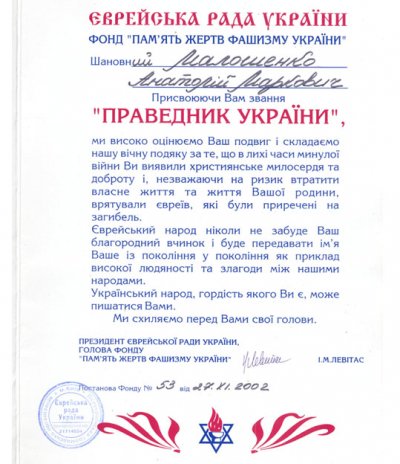 ЄВРЕЙСЬКА РАДА УКРАЇНИ
ФОНД "ПАМ'ЯТЬ ЖЕРТВ ФАШИЗМУ УКРАЇНИ"
Шановний Малошенко
Анатолій Маркович
Присвоюючи Вам звання
"ПРАВЕДНИК УКРАЇНИ",
ми високо оцінюємо Ваш подвиг і складаємо
нашу вічну подяку за те, що в лихі часи минулої
війни Ви виявили християнське милосердя та
доброту і, незважаючи на ризик втратити
власне життя та життя Вашої родини,
врятували євреїв, які були приречені на
загибель.
Єврейський народ ніколи не забуде Ваш
благородний вчинок і буде передавати ім'я
Ваше із покоління у покоління як приклад
високої людяності та злагоди між нашими
народами.
Український народ, гордість якого Ви є, може
пишатися Вами.
Ми схиляємо перед Вами свої голови.
ПРЕЗИДЕНТ ЄВРЕЙСЬКОЇ РАДИ УКРАЇНИ,
ГОЛОВА ФОНДУ
"ПАМ'ЯТЬ ЖЕРТВ ФАШИЗМУ УКРАЇНИ" І.М.ЛЕВІТАС
Постанова Фонду № 53 від 27.XI.2002
Єврейська
рада
України